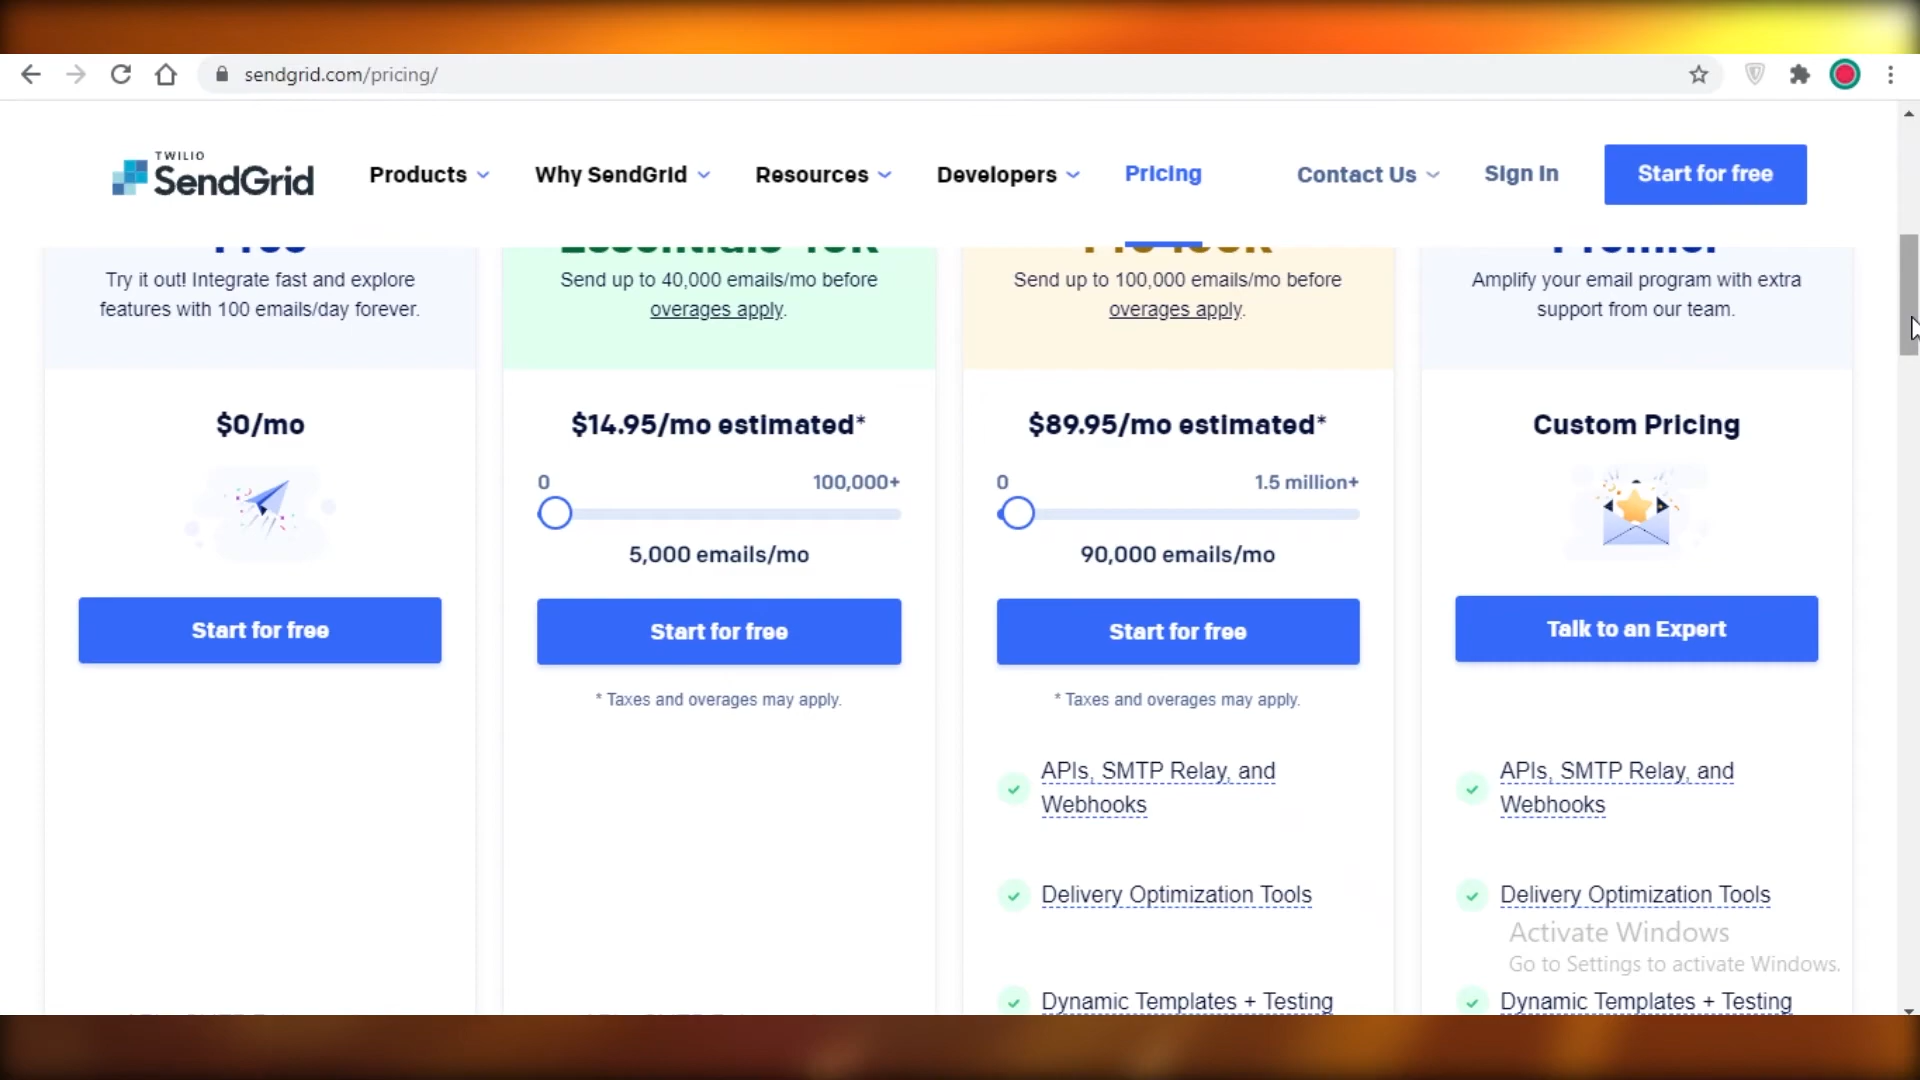 sendgrid.com/pricing/
TWILIO
SendGrid
Products
Why SendGrid
Resources
Developers
Pricing
Contact Us
Sign In
Start for free
Try it out! Integrate fast and explore
features with 100 emails/day forever.
$0/mo
Start for free
Send up to 40,000 emails/mo before
overages apply.
$14.95/mo estimated*
0
100,000+
5,000 emails/mo
Start for free
* Taxes and overages may apply.
Send up to 100,000 emails/mo before
overages apply.
$89.95/mo estimated*
0
1.5 million+
90,000 emails/mo
Start for free
* Taxes and overages may apply.
APIs, SMTP Relay, and
Webhooks
Delivery Optimization Tools
Dynamic Templates + Testing
Amplify your email program with extra
support from our team.
Custom Pricing
Talk to an Expert
APIs, SMTP Relay, and
Webhooks
Delivery Optimization Tools
Dynamic Templates + Testing
Activate Windows
Go to Settings to activate Windows.